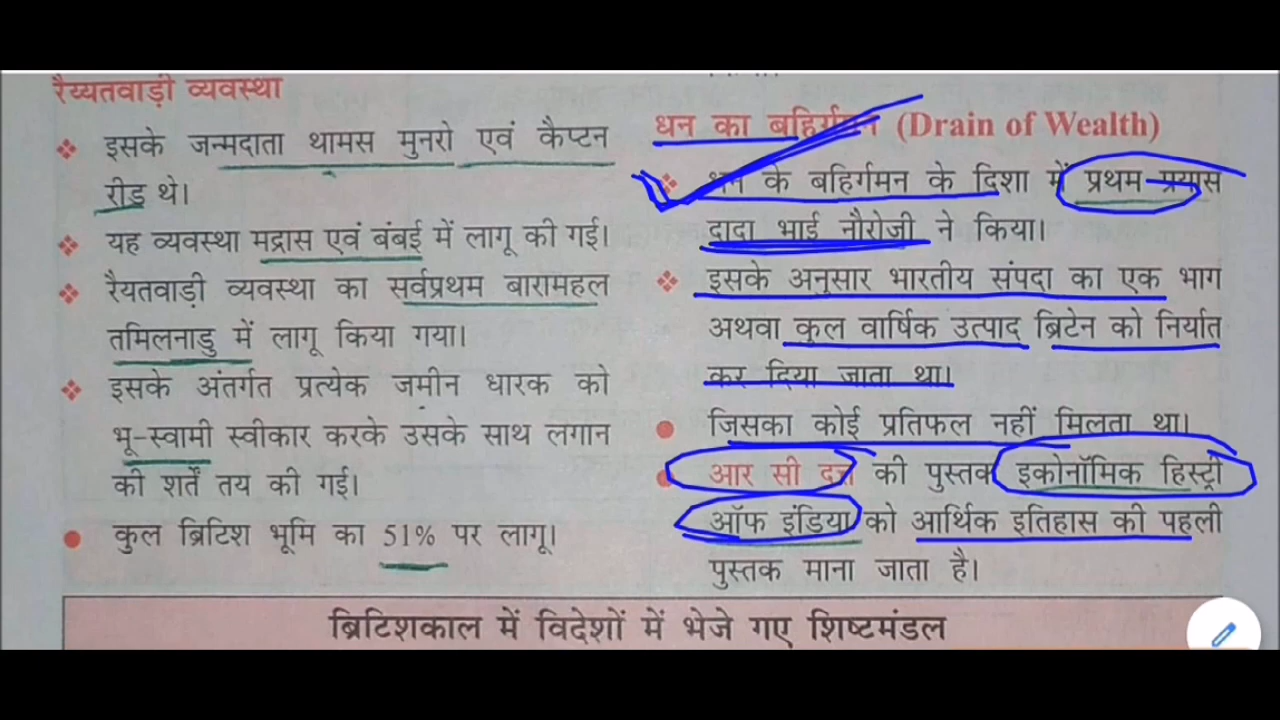 रैय्यतवाड़ी व्यवस्था
इसके जन्मदाता थामस मुनरो एवं कैप्टन
रीड थे।
यह व्यवस्था मद्रास एवं बंबई में लागू की गई।
रैयतवाड़ी व्यवस्था का सर्वप्रथम बारामहल
तमिलनाडु में लागू किया गया।
इसके अंतर्गत प्रत्येक जमीन धारक को
भू-स्वामी स्वीकार करके उसके साथ लगान
की शर्तें तय की गई।
कुल ब्रिटिश भूमि का 51% पर लागू।
धन का बहिर्गमन (Drain of Wealth)
धन के बहिर्गमन के दिशा में प्रथम प्रयास
दादा भाई नौरोजी ने किया।
इसके अनुसार भारतीय संपदा का एक भाग
अथवा कुल वार्षिक उत्पाद ब्रिटेन को निर्यात
कर दिया जाता था।
जिसका कोई प्रतिफल नहीं मिलता था।
आर सी दत्त की पुस्तक इकोनॉमिक हिस्ट्री
ऑफ इंडिया को आर्थिक इतिहास की पहली
पुस्तक माना जाता है।
ब्रिटिशकाल में विदेशों में भेजे गए शिष्टमंडल